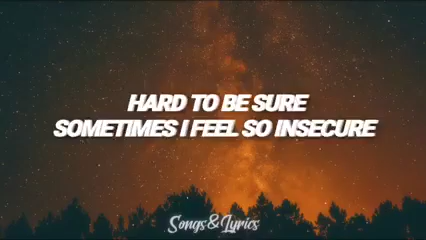 HARD TO BE SURE
SOMETIMES I FEEL SO INSECURE
Songs&Lyrics